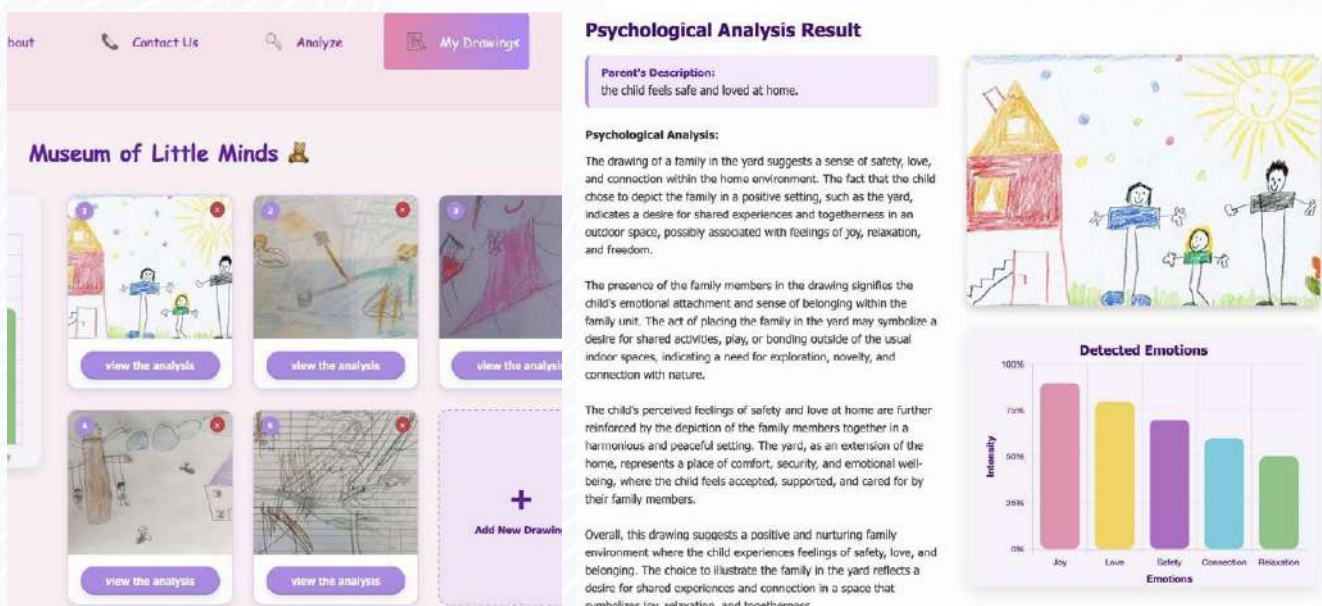 bout
Contact Us
Analyze
My Drawings
Museum of Little Minds
1
2
3
view the analysis
view the analysis
view the analysis
4
5
Add New Drawing
view the analysis
view the analysis
Psychological Analysis Result
Parent's Description:
the child feels safe and loved at home.
Psychological Analysis:
The drawing of a family in the yard suggests a sense of safety, love,
and connection within the home environment. The fact that the child
chose to depict the family in a positive setting, such as the yard,
indicates a desire for shared experiences and togetherness in an
outdoor space, possibly associated with feelings of joy, relaxation,
and freedom.
The presence of the family members in the drawing signifies the
child's emotional attachment and sense of belonging within the
family unit. The act of placing the family in the yard may symbolize a
desire for shared activities, play, or bonding outside of the usual
indoor spaces, indicating a need for exploration, novelty, and
connection with nature.
The child's perceived feelings of safety and love at home are further
reinforced by the depiction of the family members together in a
harmonious and peaceful setting. The yard, as an extension of the
home, represents a place of comfort, security, and emotional well-
being, where the child feels accepted, supported, and cared for by
their family members.
Overall, this drawing suggests a positive and nurturing family
environment where the child experiences feelings of safety, love, and
belonging. The choice to illustrate the family in the yard reflects a
desire for shared experiences and connection in a space that
symbolizes joy, relaxation, and togetherness.
Detected Emotions
100%
75%
50%
25%
0%
Intensity
Joy
Love
Safety
Connection
Relaxation
Emotions